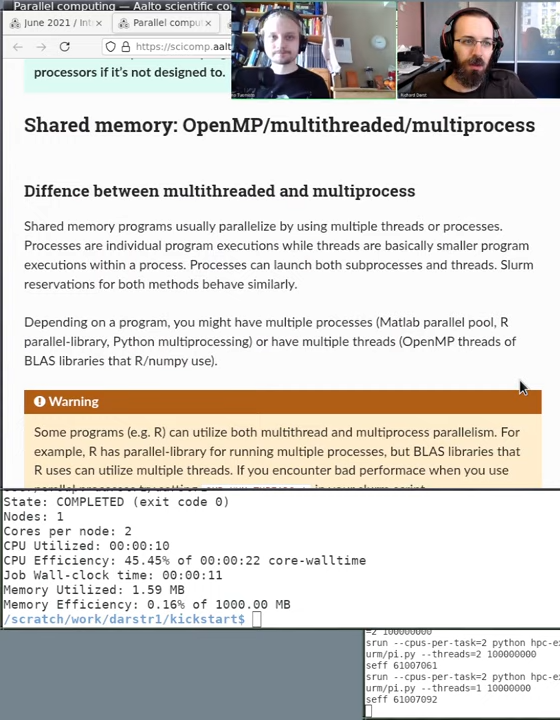 Parallel computing — Aalto scientific co
June 2021 / Int
Parallel comput
https://scicomp.aalt
processors if it's not designed to.
Richard Darst
Shared memory: OpenMP/multithreaded/multiprocess
Diffence between multithreaded and multiprocess
Shared memory programs usually parallelize by using multiple threads or processes.
Processes are individual program executions while threads are basically smaller program
executions within a process. Processes can launch both subprocesses and threads. Slurm
reservations for both methods behave similarly.
Depending on a program, you might have multiple processes (Matlab parallel pool, R
parallel-library, Python multiprocessing) or have multiple threads (OpenMP threads of
BLAS libraries that R/numpy use).
Warning
Some programs (e.g. R) can utilize both multithread and multiprocess parallelism. For
example, R has parallel-library for running multiple processes, but BLAS libraries that
R uses can utilize multiple threads. If you encounter bad performace when you use
State: COMPLETED (exit code 0)
Nodes: 1
Cores per node: 2
CPU Utilized: 00:00:10
CPU Efficiency: 45.45% of 00:00:22 core-walltime
Job Wall-clock time: 00:00:11
Memory Utilized: 1.59 MB
Memory Efficiency: 0.16% of 1000.00 MB
/scratch/work/darstr1/kickstart$
=2 100000000
srun --cpus-per-task=2 python hpc-ex
urm/pi.py --threads=2 100000000
seff 61007061
srun --cpus-per-task=2 python hpc-ex
urm/pi.py --threads=1 10000000
seff 61007092